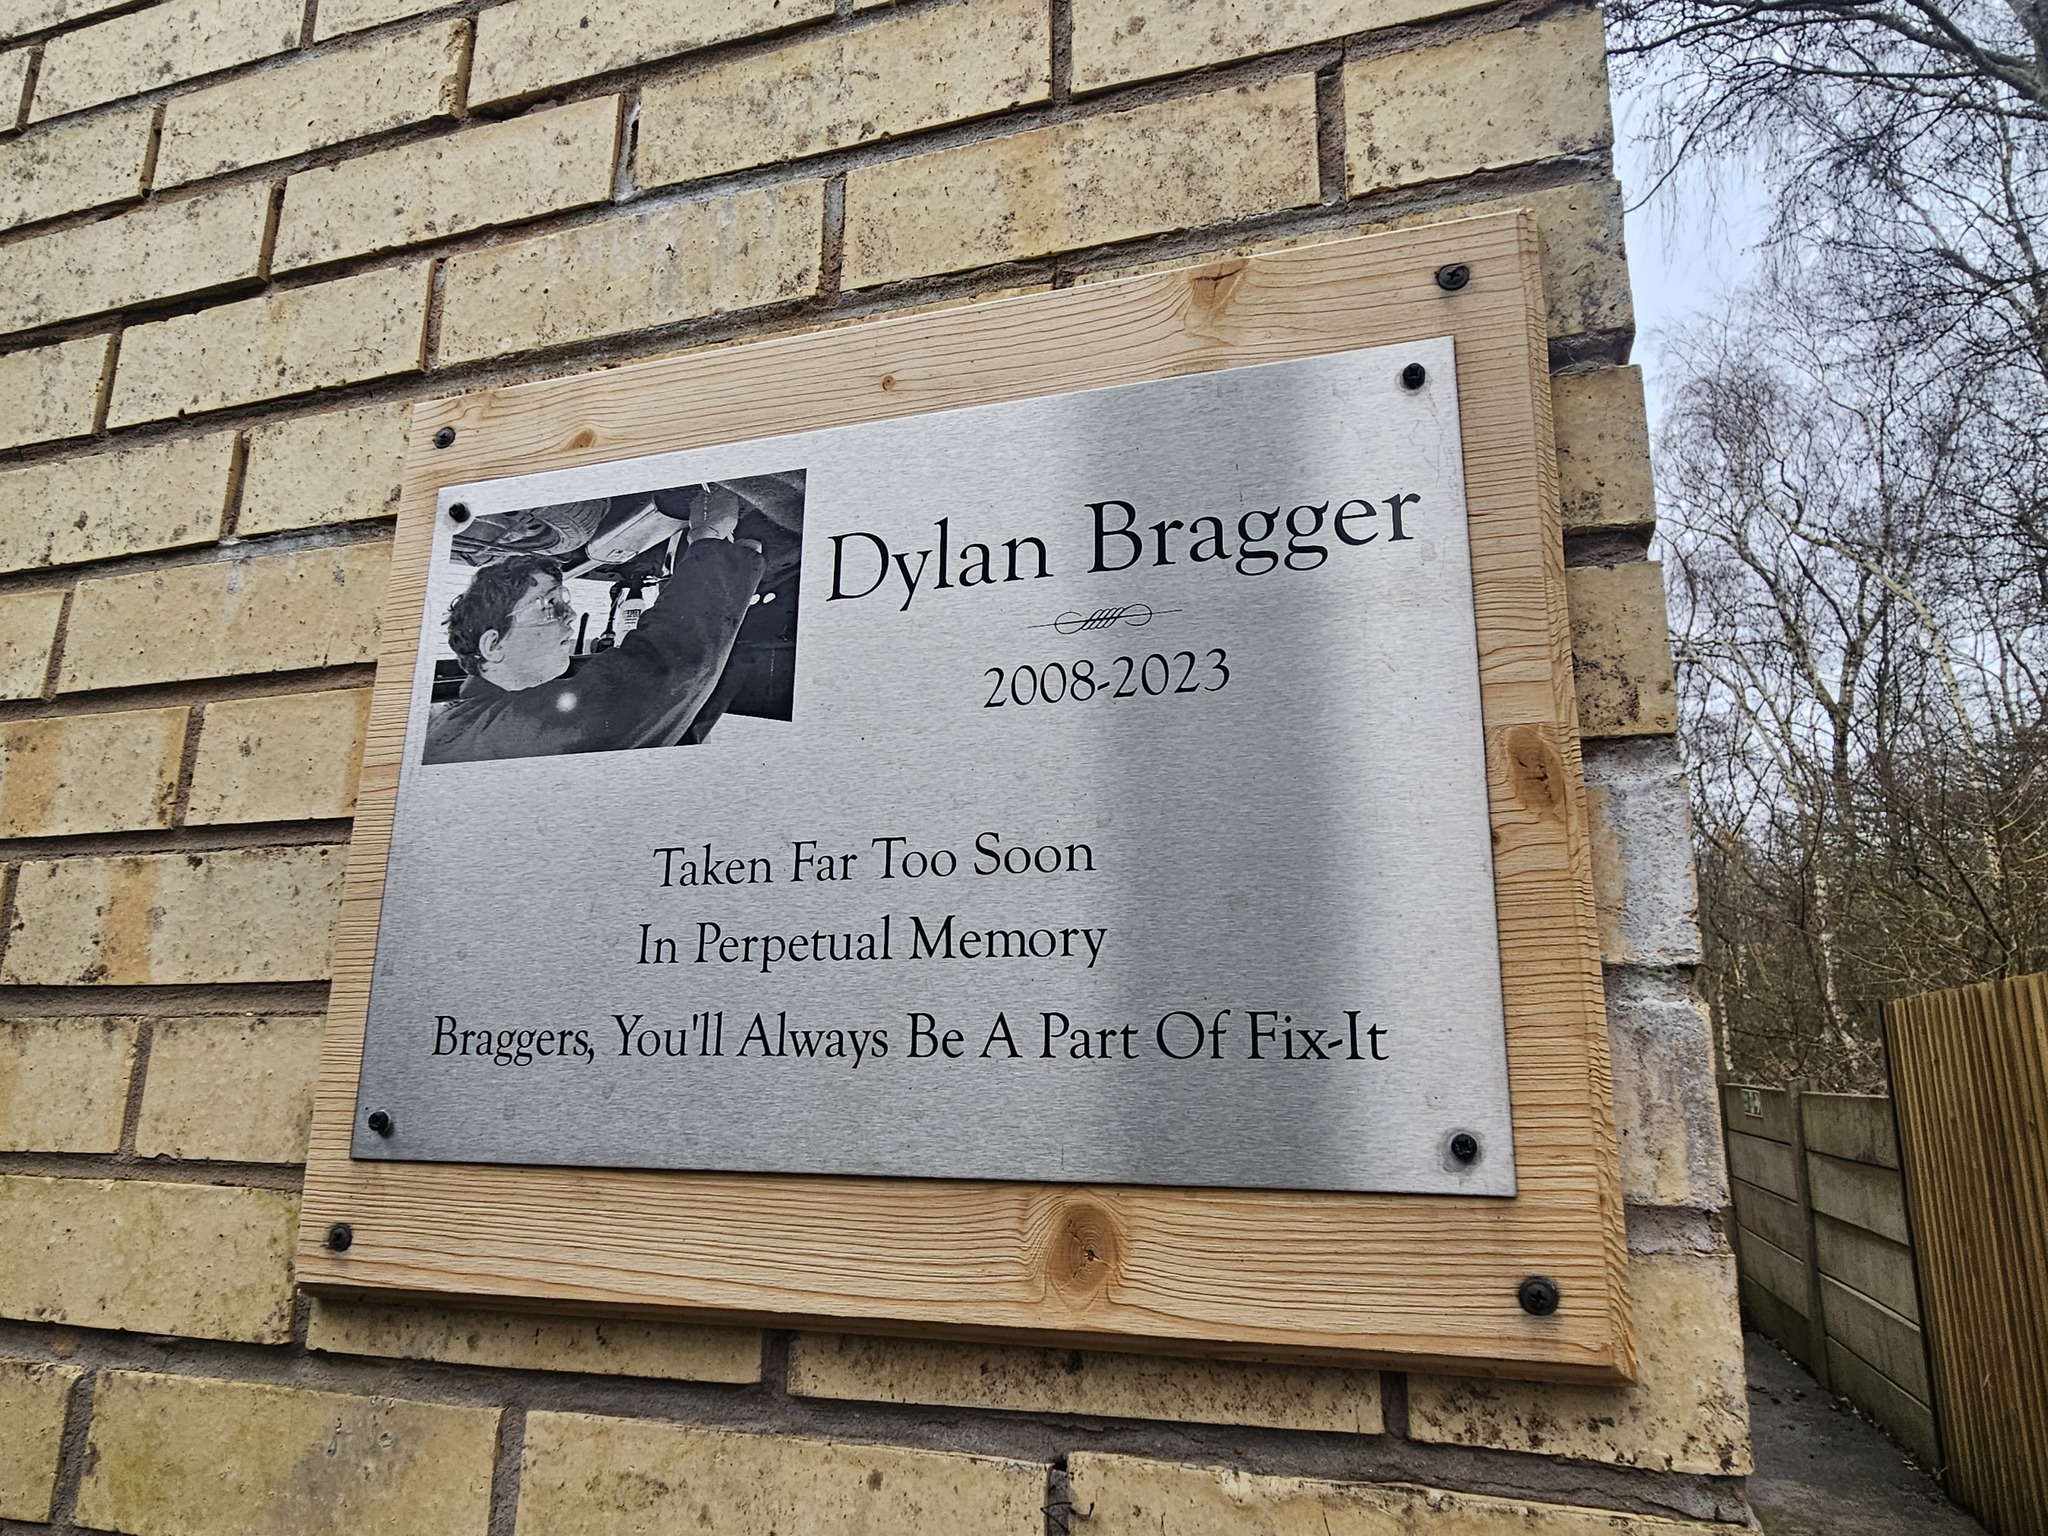 Dylan Bragger
2008-2023
Taken Far Too Soon
In Perpetual Memory
Braggers, You'll Always Be A Part Of Fix-It